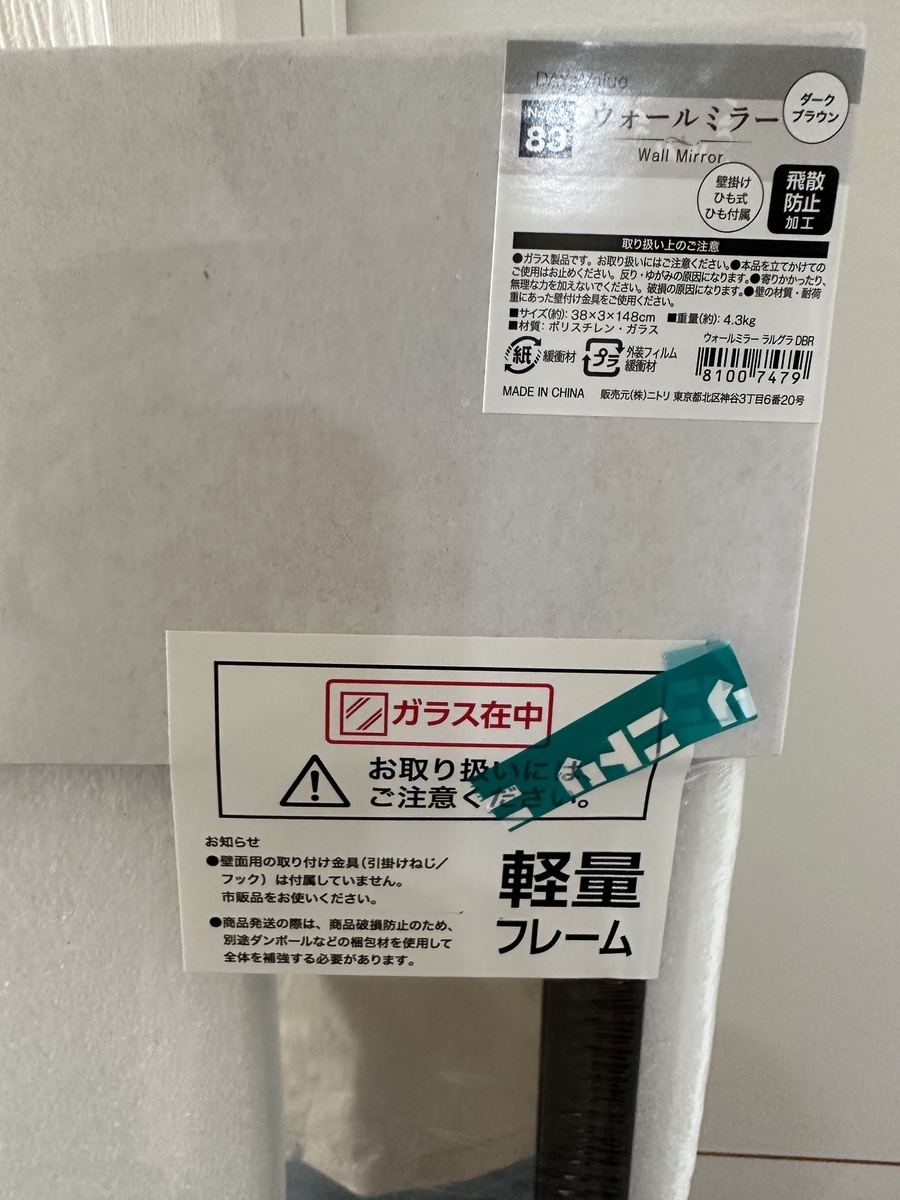 DAY Value
No.
83
ウォールミラー
Wall Mirror
ダーク
ブラウン
壁掛け
ひも式
ひも付属
飛散
防止
加工
取り扱い上のご注意
●ガラス製品です。お取り扱いにはご注意ください。●本品を立てかけての
ご使用はお止めください。反り・ゆがみの原因になります。●寄りかかったり、
無理な力を加えないでください。破損の原因になります。●壁の材質・耐荷
重にあった壁付け金具をご使用ください。
■サイズ(約): 38×3×148cm ■重量(約): 4.3kg
■材質: ポリスチレン・ガラス
ウォールミラー ラルグラ DBR
紙 緩衝材
プラ 外装フィルム
緩衝材
8100 7479
MADE IN CHINA 販売元(株)ニトリ 東京都北区神谷3丁目6番20号
ガラス在中
お取り扱いには、
ご注意ください。
ニトリ
お知らせ
●壁面用の取り付け金具(引掛けねじ/
フック)は付属していません。
市販品をお使いください。
●商品発送の際は、商品破損防止のため、
別途ダンボールなどの梱包材を使用して
全体を補強する必要があります。
軽量
フレーム